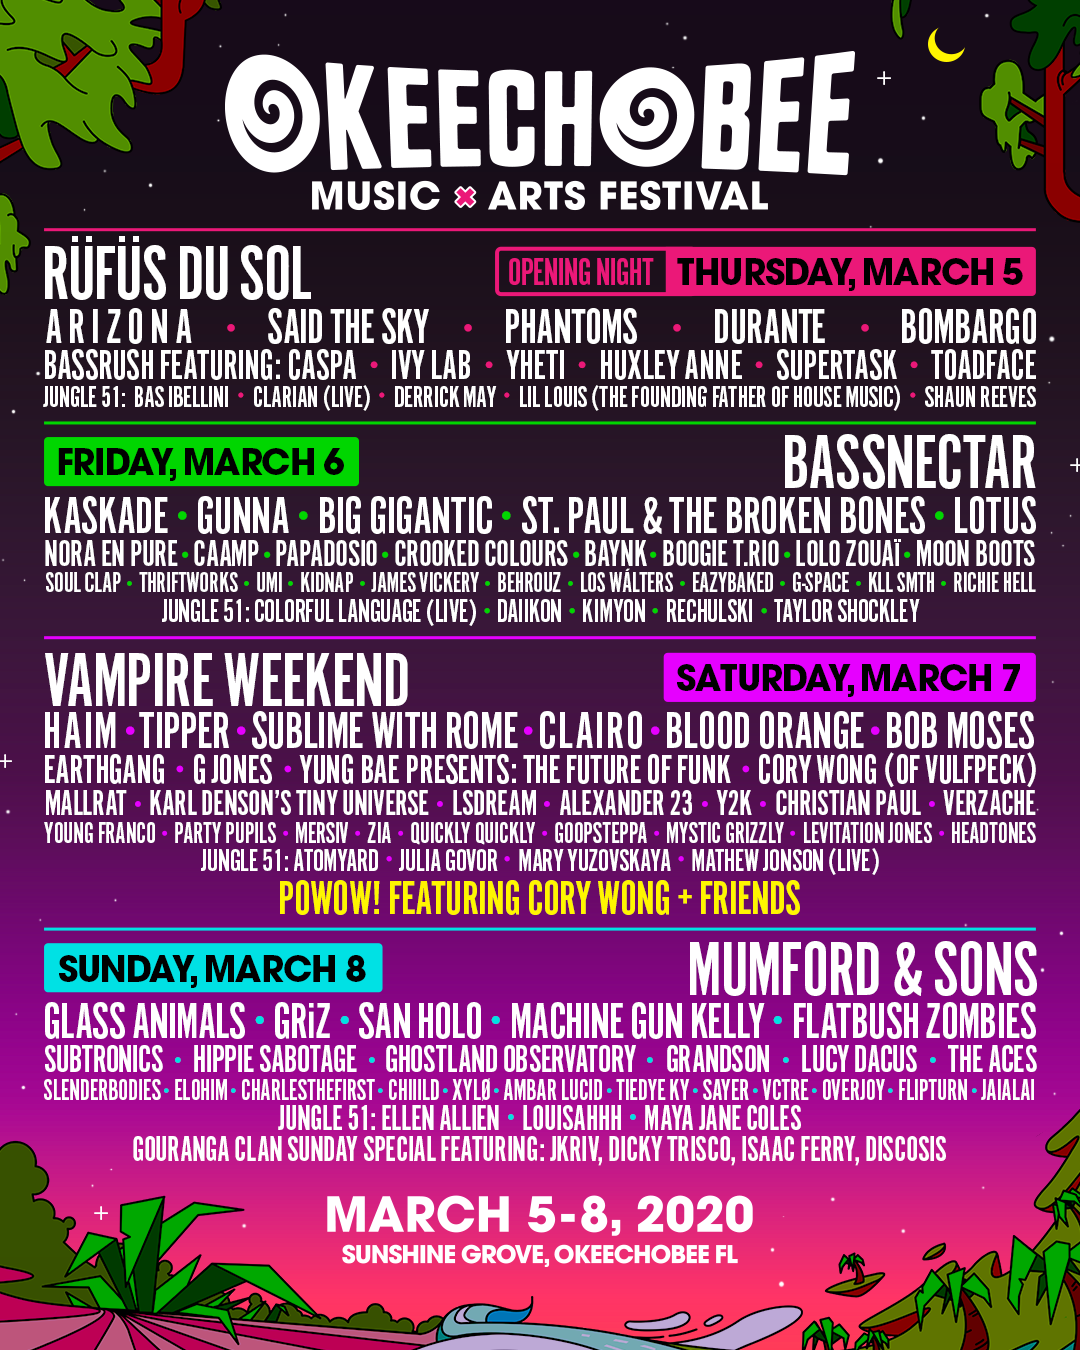 OKEECHOBEE
MUSIC × ARTS FESTIVAL
RÜFÜS DU SOL
OPENING NIGHT THURSDAY, MARCH 5
ARIZONA • SAID THE SKY • PHANTOMS • DURANTE • BOMBARGO
BASSRUSH FEATURING: CASPA • IVY LAB • YHETI • HUXLEY ANNE • SUPERTASK • TOADFACE
JUNGLE 51: BAS IBELLINI • CLARIAN (LIVE) • DERRICK MAY • LIL LOUIS (THE FOUNDING FATHER OF HOUSE MUSIC) • SHAUN REEVES
FRIDAY, MARCH 6
BASSNECTAR
KASKADE • GUNNA • BIG GIGANTIC • ST. PAUL & THE BROKEN BONES • LOTUS
NORA EN PURE • CAAMP • PAPADOSIO • CROOKED COLOURS • BAYNK • BOOGIE T.RIO • LOLO ZOUAÏ • MOON BOOTS
SOUL CLAP • THRIFTWORKS • UMI • KIDNAP • JAMES VICKERY • BEHROUZ • LOS WÁLTERS • EAZYBAKED • G-SPACE • KLL SMTH • RICHIE HELL
JUNGLE 51: COLORFUL LANGUAGE (LIVE) • DAIIKON • KIMYON • RECHULSKI • TAYLOR SHOCKLEY
VAMPIRE WEEKEND
SATURDAY, MARCH 7
HAIM • TIPPER • SUBLIME WITH ROME • CLAIRO • BLOOD ORANGE • BOB MOSES
EARTHGANG • G JONES • YUNG BAE PRESENTS: THE FUTURE OF FUNK • CORY WONG (OF VULFPECK)
MALLRAT • KARL DENSON'S TINY UNIVERSE • LSDREAM • ALEXANDER 23 • Y2K • CHRISTIAN PAUL • VERZACHE
YOUNG FRANCO • PARTY PUPILS • MERSIV • ZIA • QUICKLY QUICKLY • GOOPSTEPPA • MYSTIC GRIZZLY • LEVITATION JONES • HEADTONES
JUNGLE 51: ATOMYARD • JULIA GOVOR • MARY YUZOVSKAYA • MATHEW JONSON (LIVE)
POWOW! FEATURING CORY WONG + FRIENDS
SUNDAY, MARCH 8
MUMFORD & SONS
GLASS ANIMALS • GRiZ • SAN HOLO • MACHINE GUN KELLY • FLATBUSH ZOMBIES
SUBTRONICS • HIPPIE SABOTAGE • GHOSTLAND OBSERVATORY • GRANDSON • LUCY DACUS • THE ACES
SLENDERBODIES • ELOHIM • CHARLESTHEFIRST • CHIIILD • XYLØ • AMBAR LUCID • TIEDYE KY • SAYER • VCTRE • OVERJOY • FLIPTURN • JAIALAI
JUNGLE 51: ELLEN ALLIEN • LOUISAHHH • MAYA JANE COLES
GOURANGA CLAN SUNDAY SPECIAL FEATURING: JKRIV, DICKY TRISCO, ISAAC FERRY, DISCOSIS
MARCH 5-8, 2020
SUNSHINE GROVE, OKEECHOBEE FL